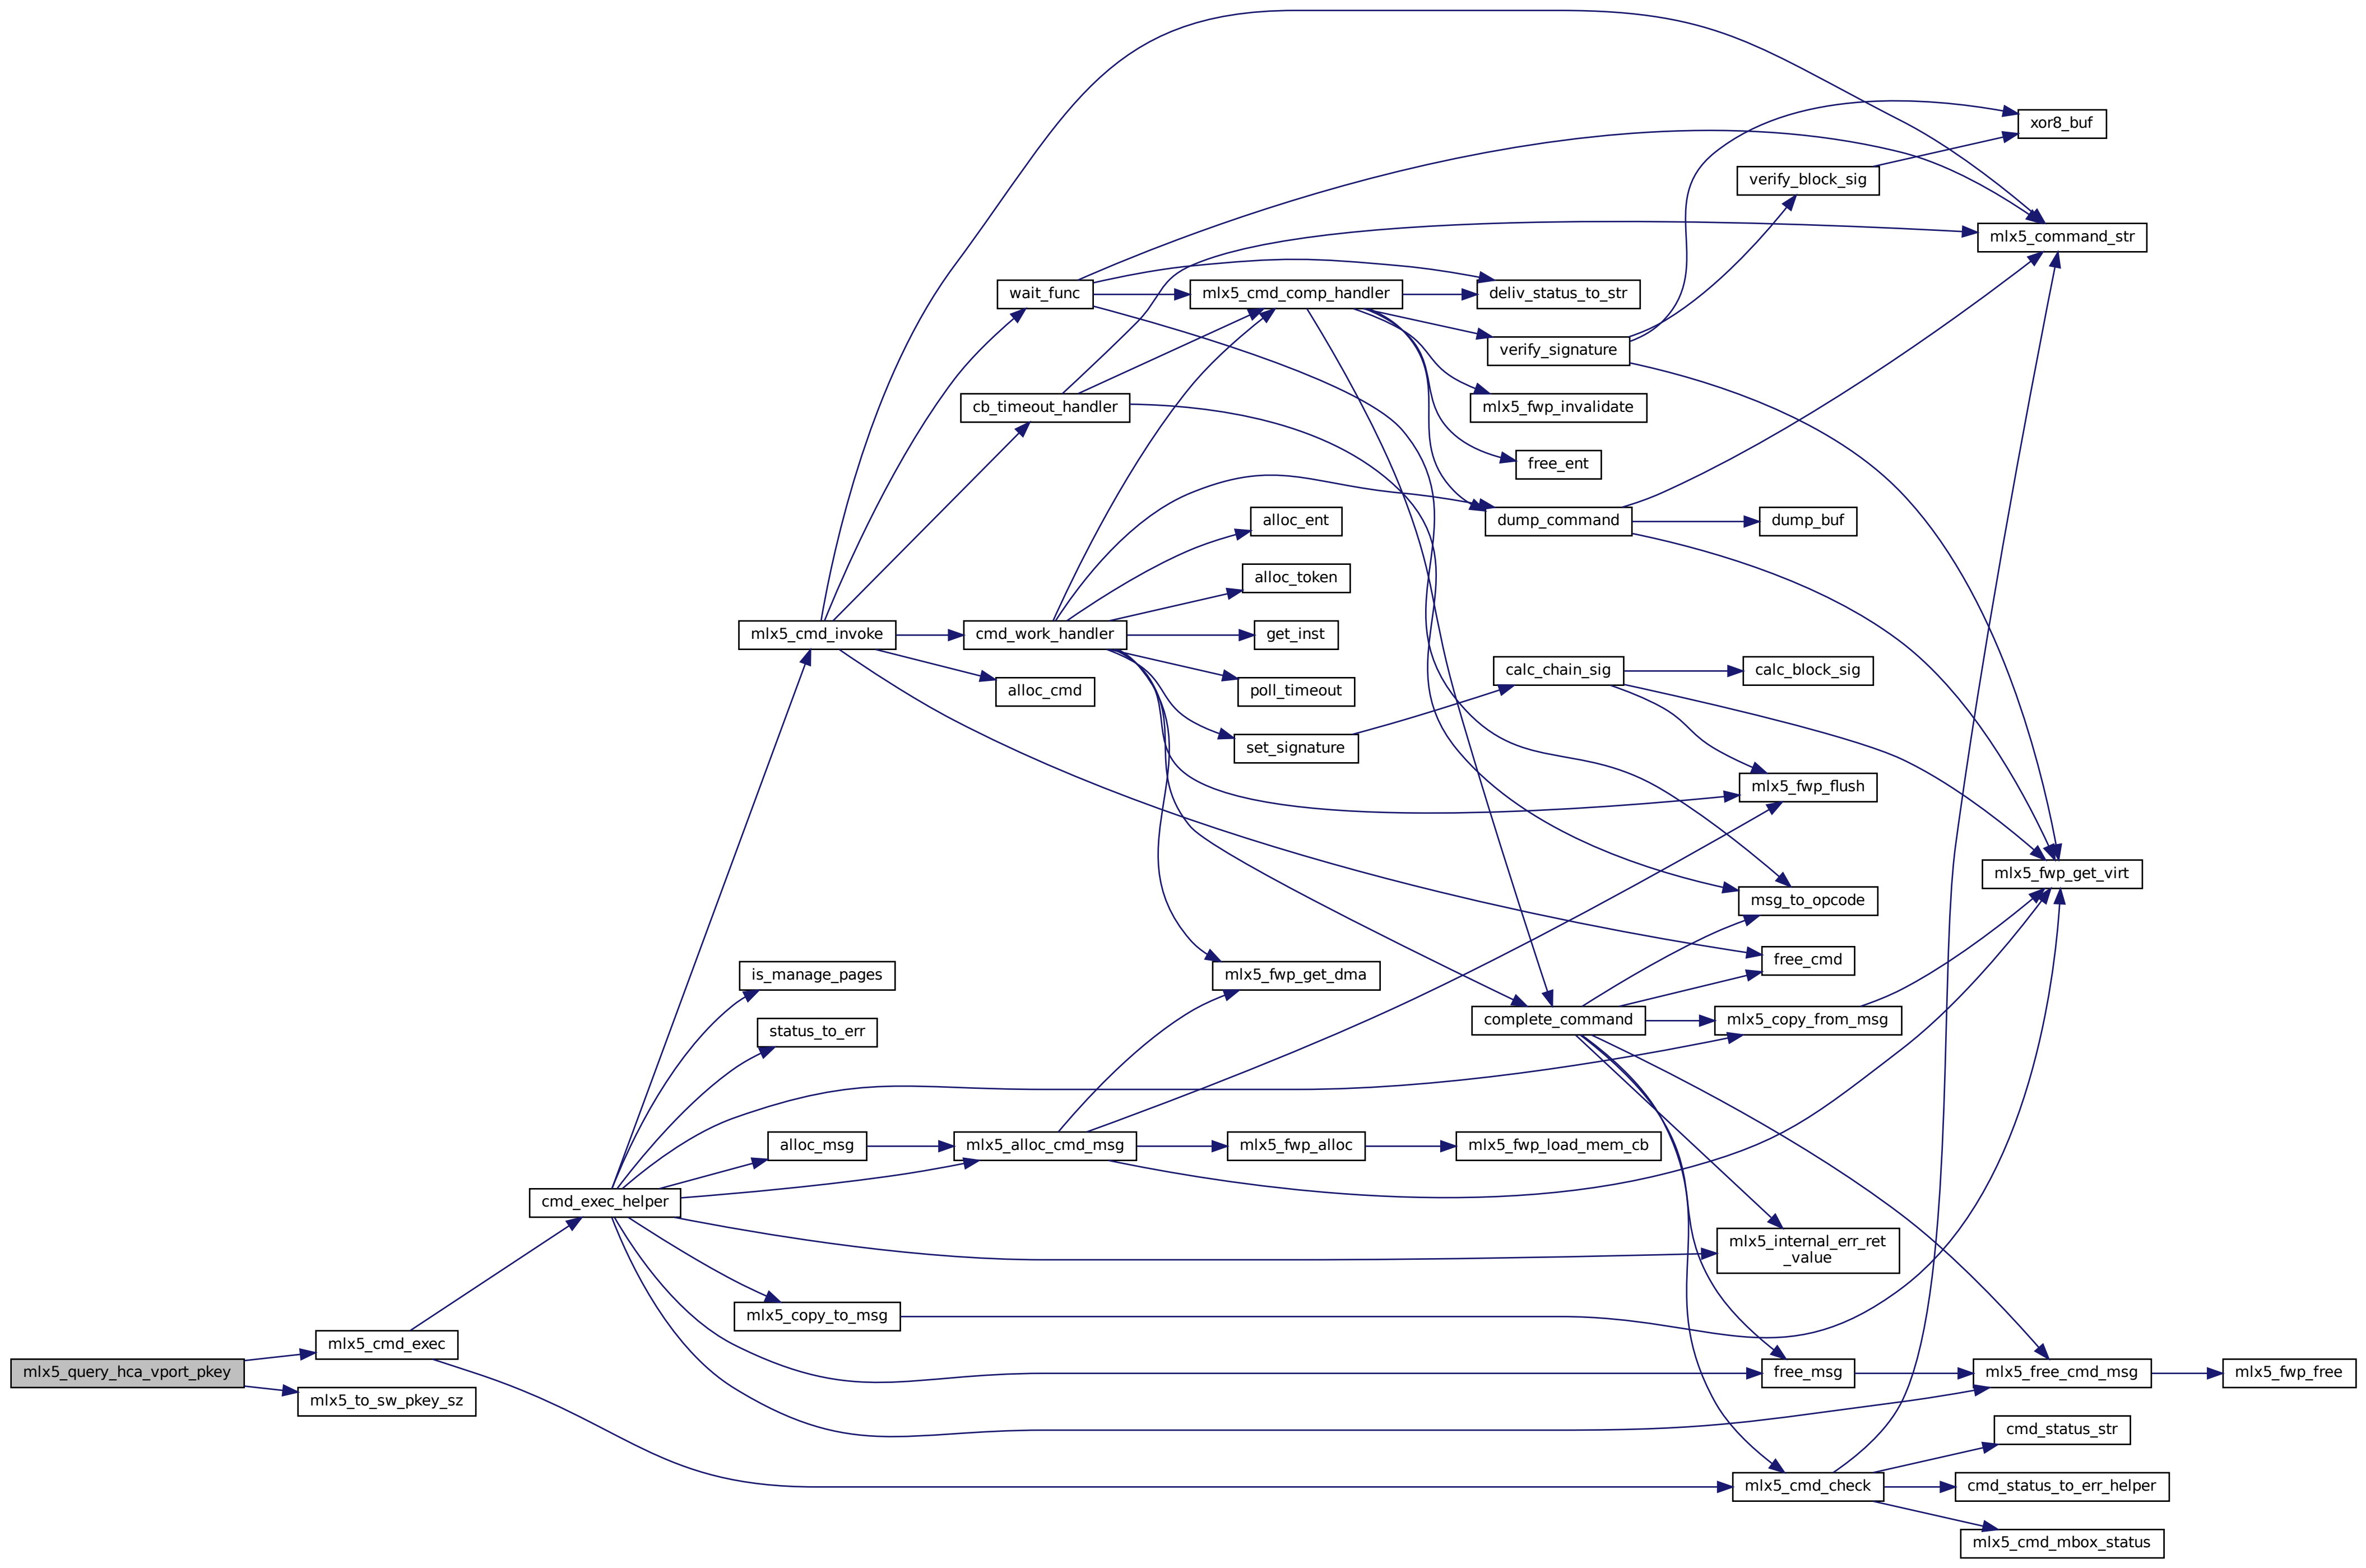 xor8_buf
verify_block_sig
mlx5_command_str
wait_func
mlx5_cmd_comp_handler
deliv_status_to_str
verify_signature
cb_timeout_handler
mlx5_fwp_invalidate
free_ent
alloc_ent
dump_command
dump_buf
alloc_token
mlx5_cmd_invoke
cmd_work_handler
get_inst
calc_chain_sig
calc_block_sig
alloc_cmd
poll_timeout
set_signature
mlx5_fwp_flush
mlx5_fwp_get_virt
msg_to_opcode
free_cmd
is_manage_pages
mlx5_fwp_get_dma
complete_command
mlx5_copy_from_msg
status_to_err
alloc_msg
mlx5_alloc_cmd_msg
mlx5_fwp_alloc
mlx5_fwp_load_mem_cb
cmd_exec_helper
mlx5_internal_err_ret
_value
mlx5_copy_to_msg
mlx5_cmd_exec
mlx5_query_hca_vport_pkey
free_msg
mlx5_free_cmd_msg
mlx5_fwp_free
mlx5_to_sw_pkey_sz
cmd_status_str
mlx5_cmd_check
cmd_status_to_err_helper
mlx5_cmd_mbox_status